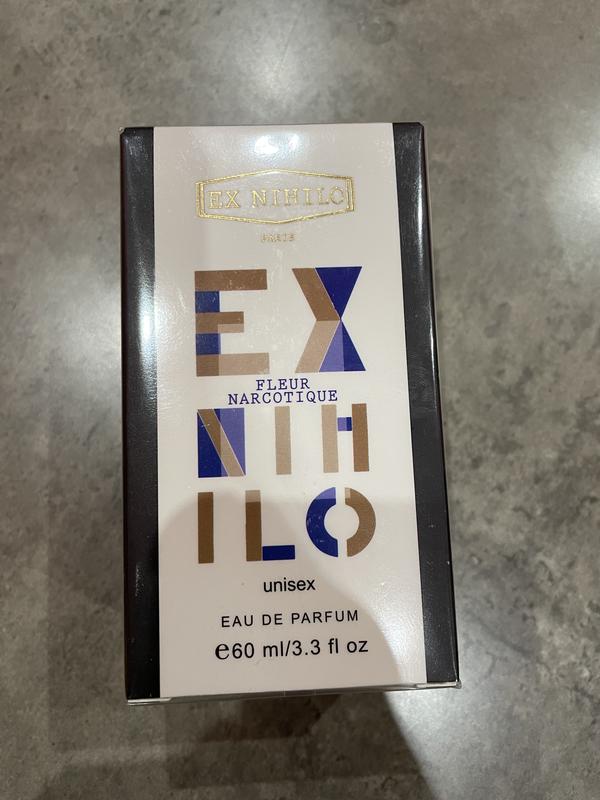 EX NIHILO
PARIS
EX
FLEUR
NARCOTIQUE
NIH
ILO
unisex
EAU DE PARFUM
℮60 ml/3.3 fl oz